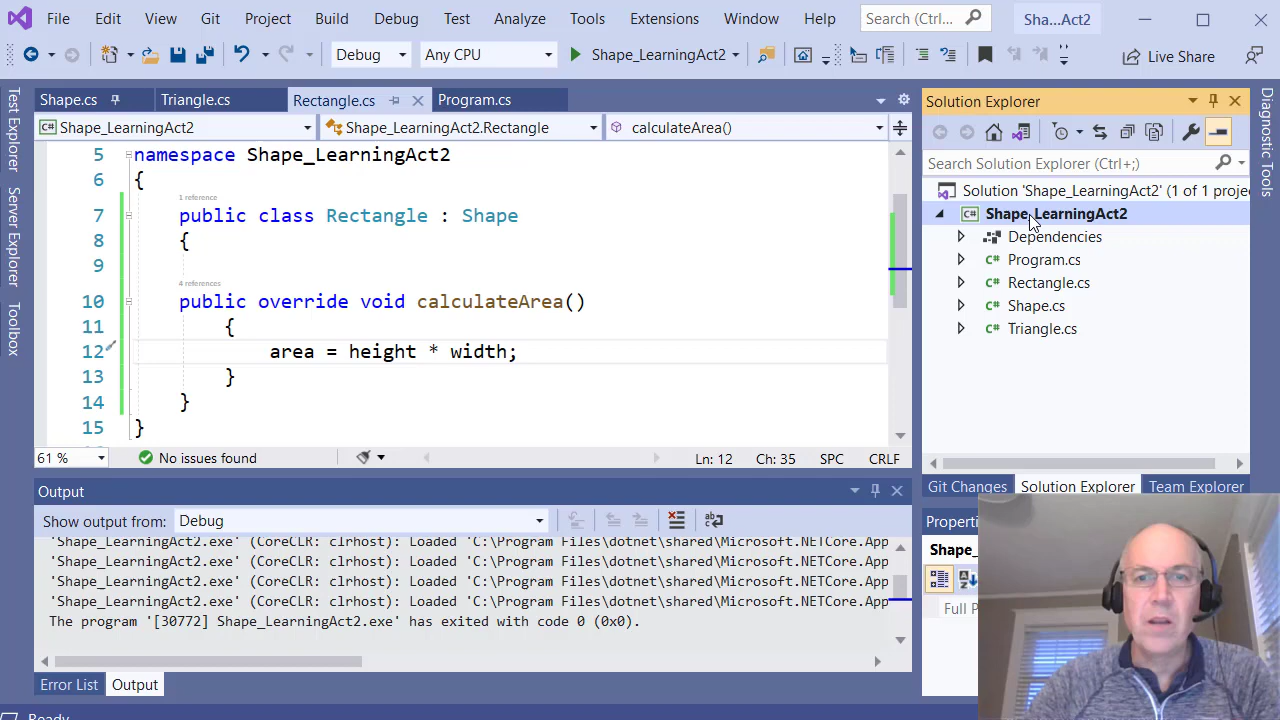 File Edit View Git Project Build Debug Test Analyze Tools Extensions Window Help Search (Ctrl... Sha...Act2
Debug Any CPU Shape_LearningAct2 Live Share
Test Explorer
Server Explorer
Toolbox
Shape.cs Triangle.cs Rectangle.cs Program.cs
Shape_LearningAct2 Shape_LearningAct2.Rectangle calculateArea()
5 namespace Shape_LearningAct2
6 {
1 reference
7 public class Rectangle : Shape
8 {
9
4 references
10 public override void calculateArea()
11 {
12 area = height * width;
13 }
14 }
15 }
61 % No issues found Ln: 12 Ch: 35 SPC CRLF
Output
Show output from: Debug
'Shape_LearningAct2.exe' (CoreCLR: clrhost): Loaded 'C:\Program Files\dotnet\shared\Microsoft.NETCore.App
'Shape_LearningAct2.exe' (CoreCLR: clrhost): Loaded 'C:\Program Files\dotnet\shared\Microsoft.NETCore.App
'Shape_LearningAct2.exe' (CoreCLR: clrhost): Loaded 'C:\Program Files\dotnet\shared\Microsoft.NETCore.App
'Shape_LearningAct2.exe' (CoreCLR: clrhost): Loaded 'C:\Program Files\dotnet\shared\Microsoft.NETCore.App
The program '[30772] Shape_LearningAct2.exe' has exited with code 0 (0x0).
Error List Output
Ready
Solution Explorer
Search Solution Explorer (Ctrl+;)
Solution 'Shape_LearningAct2' (1 of 1 proje
C# Shape_LearningAct2
Dependencies
C# Program.cs
C# Rectangle.cs
C# Shape.cs
C# Triangle.cs
Git Changes Solution Explorer Team Explorer
Properti
Shape_
Full P
Diagnostic Tools